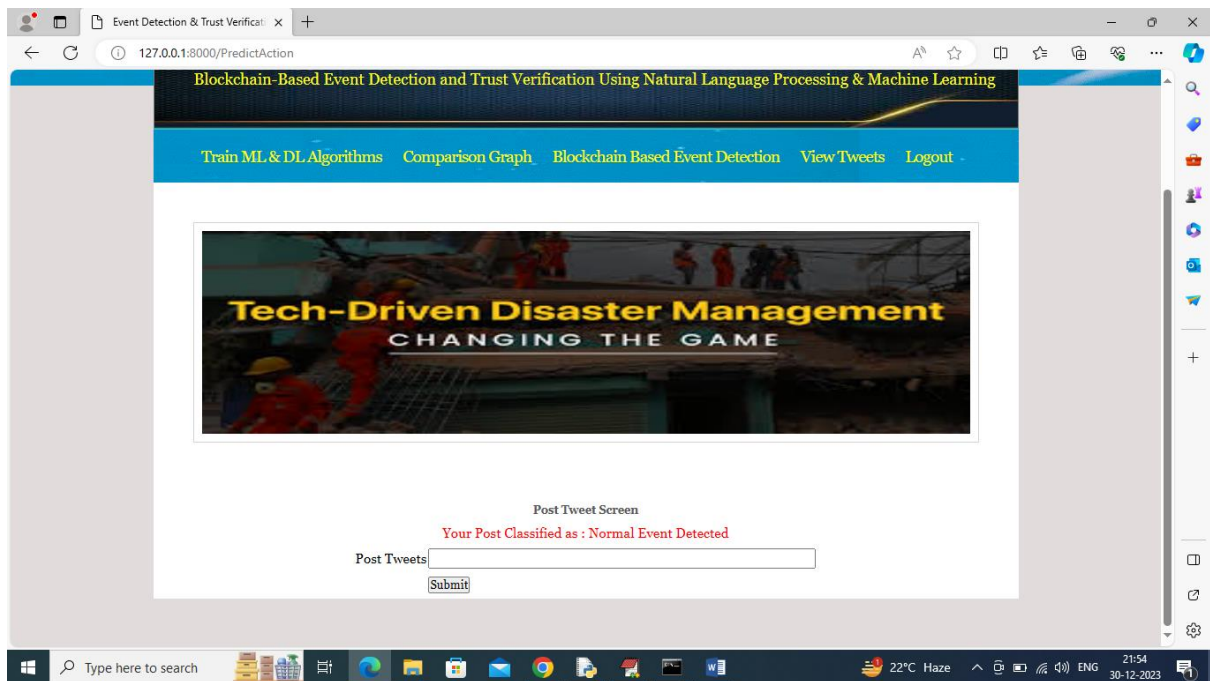 Event Detection & Trust Verificati
127.0.0.1:8000/PredictAction
Blockchain-Based Event Detection and Trust Verification Using Natural Language Processing & Machine Learning
Train ML & DL Algorithms Comparison Graph Blockchain Based Event Detection View Tweets Logout
Tech-Driven Disaster Management
CHANGING THE GAME
Post Tweet Screen
Your Post Classified as : Normal Event Detected
Post Tweets
Submit
Type here to search
22°C Haze
ENG
21:54
30-12-2023